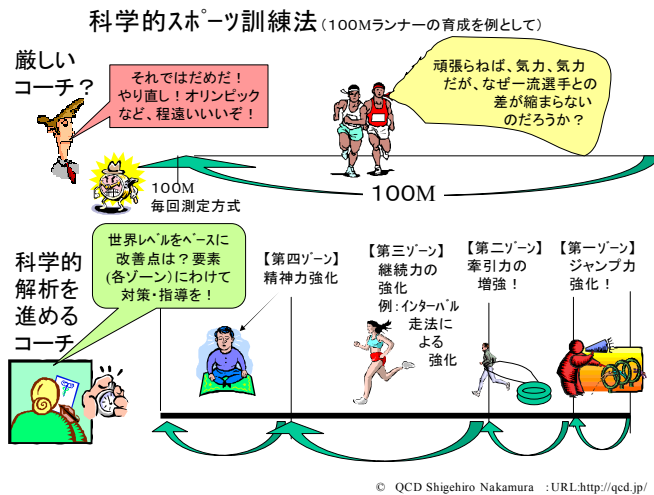 科学的スポーツ訓練法(100Mランナーの育成を例として)
厳しい
コーチ?
それではだめだ!
やり直し!オリンピック
など、程遠いいいぞ!
頑張らねば、気力、気力
だが、なぜ一流選手との
差が縮まらない
のだろうか?
100M
毎回測定方式
100M
科学的
解析を
進める
コーチ
世界レベルをベースに
改善点は?要素
(各ゾーン)にわけて
対策・指導を!
【第四ゾーン】
精神力強化
【第三ゾーン】
継続力の
強化
例:インターバル
走法に
よる
強化
【第二ゾーン】
牽引力の
増強!
【第一ゾーン】
ジャンプ力
強化!
© QCD Shigehiro Nakamura :URL:http://qcd.jp/